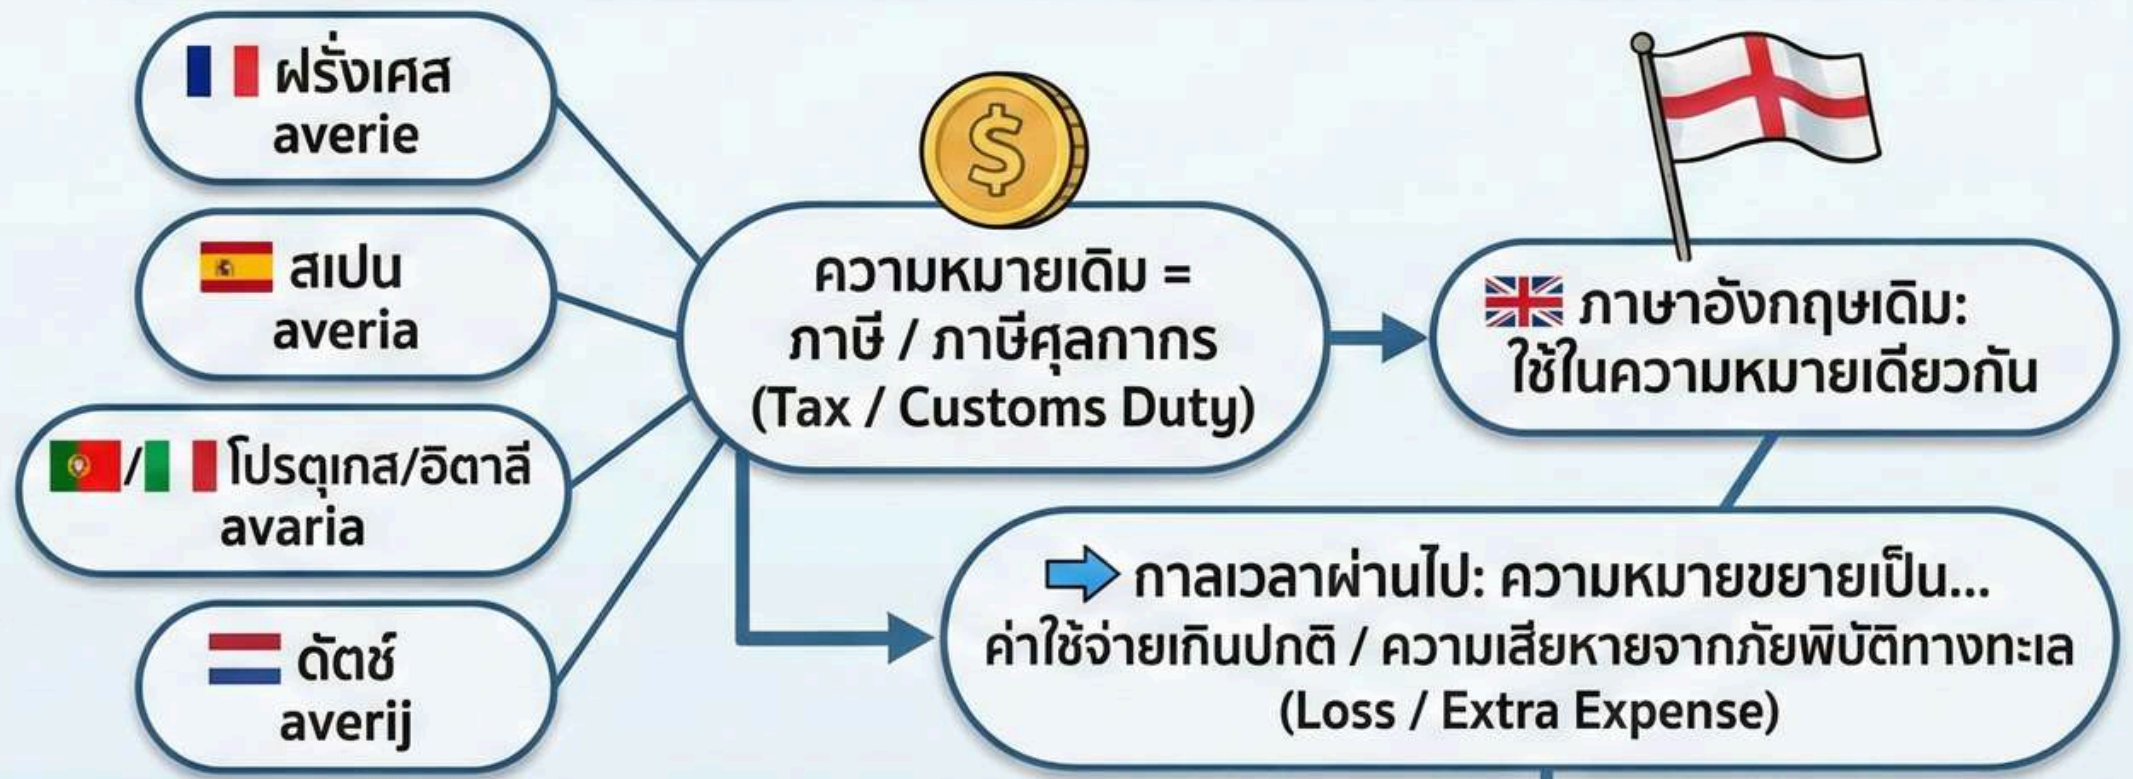 ฝรั่งเศส
averie
สเปน
averia
/ โปรตุเกส/อิตาลี
avaria
ดัตช์
averij
$
ความหมายเดิม =
ภาษี / ภาษีศุลกากร
(Tax / Customs Duty)
ภาษาอังกฤษเดิม:
ใช้ในความหมายเดียวกัน
กาลเวลาผ่านไป: ความหมายขยายเป็น...
ค่าใช้จ่ายเกินปกติ / ความเสียหายจากภัยพิบัติทางทะเล
(Loss / Extra Expense)